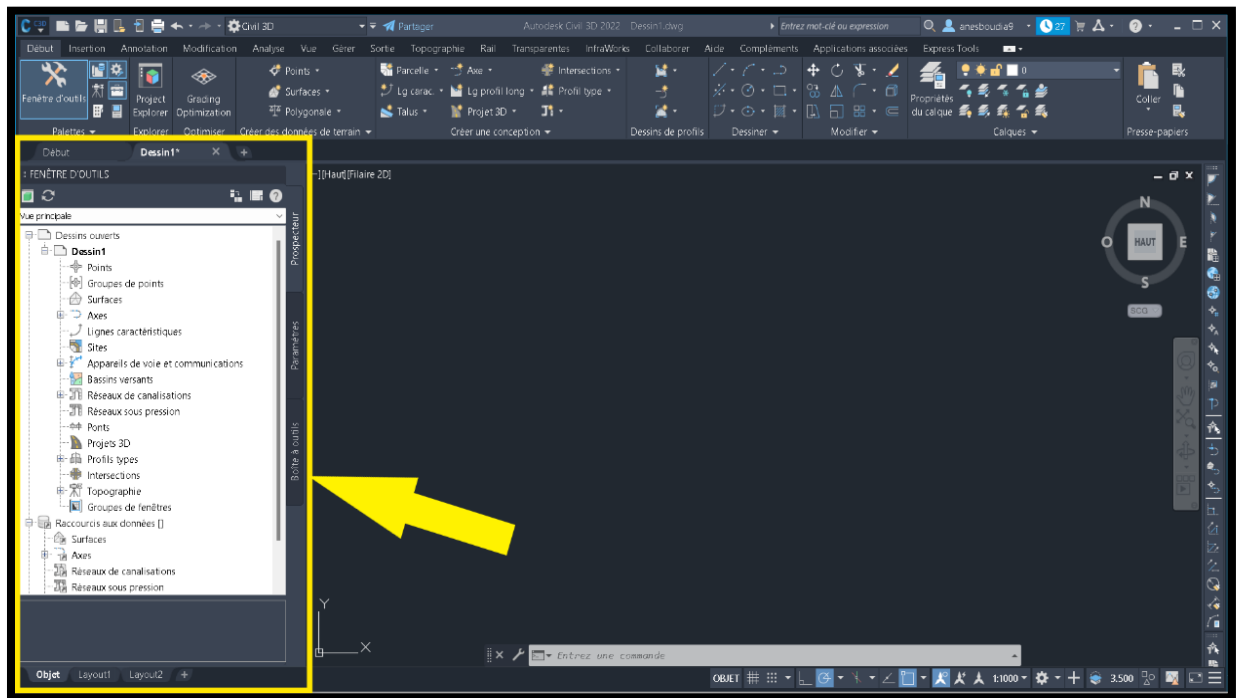 C 3D Civil 3D Partager Autodesk Civil 3D 2022 Dessin1.dwg Entrez mot-clé ou expression anesboudia9 27
Début Insertion Annotation Modification Analyse Vue Gérer Sortie Topographie Rail Transparentes InfraWorks Collaborer Aide Compléments Applications associées Express Tools
Points Parcelle Axe Intersections 0
Fenêtre d'outils Project Explorer Grading Optimization Surfaces Lg carac. Lg profil long Profil type Propriétés du calque Coller
Polygonale Talus Projet 3D
Palettes Explorer Optimiser Créer des données de terrain Créer une conception Dessins de profils Dessiner Modifier Calques Presse-papiers
Début Dessin1* +
FENÊTRE D'OUTILS
–][Haut][Filaire 2D]
Vue principale
Dessins ouverts
Dessin1
Points
Groupes de points
Surfaces
Axes
Lignes caractéristiques
Sites
Appareils de voie et communications
Bassins versants
Réseaux de canalisations
Réseaux sous pression
Ponts
Projets 3D
Profils types
Intersections
Topographie
Groupes de fenêtres
Raccourcis aux données []
Surfaces
Axes
Réseaux de canalisations
Réseaux sous pression
Prospecteur
Paramètres
Boîte à outils
N
O HAUT E
S
SCG
Y
X
Entrez une commande
Objet Layout1 Layout2 +
OBJET 1:1000 3.500